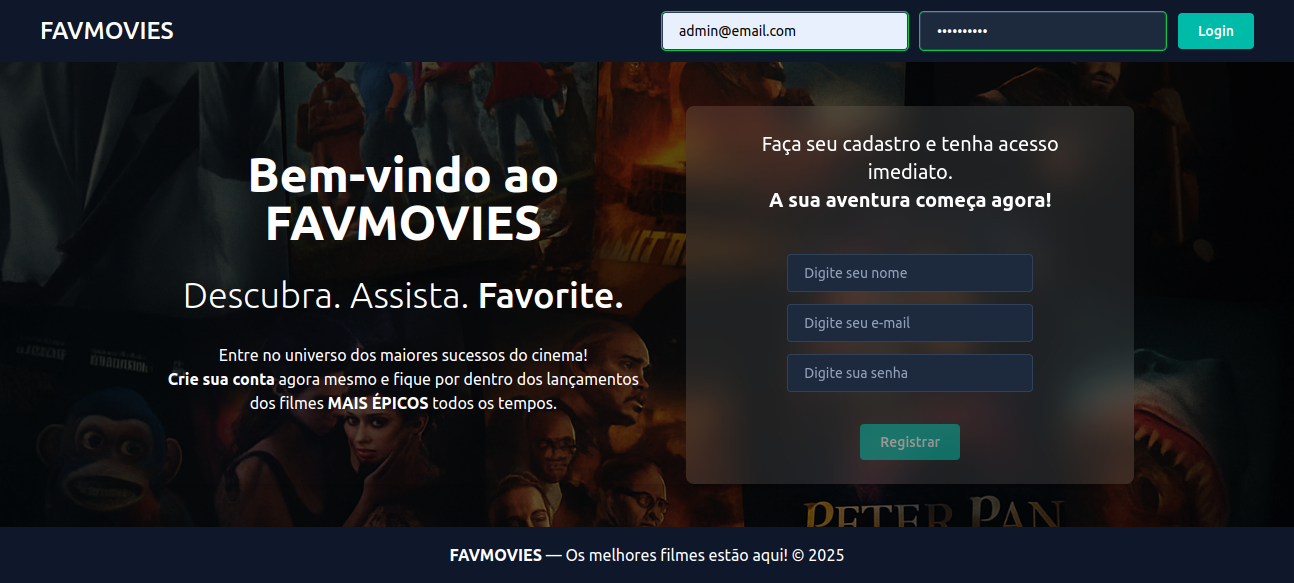 FAVMOVIES
admin@email.com
••••••••••
Login
Bem-vindo ao
FAVMOVIES
Descubra. Assista. Favorite.
Entre no universo dos maiores sucessos do cinema!
Crie sua conta agora mesmo e fique por dentro dos lançamentos
dos filmes MAIS ÉPICOS todos os tempos.
Faça seu cadastro e tenha acesso
imediato.
A sua aventura começa agora!
Digite seu nome
Digite seu e-mail
Digite sua senha
Registrar
PETER PAN
FAVMOVIES — Os melhores filmes estão aqui! © 2025